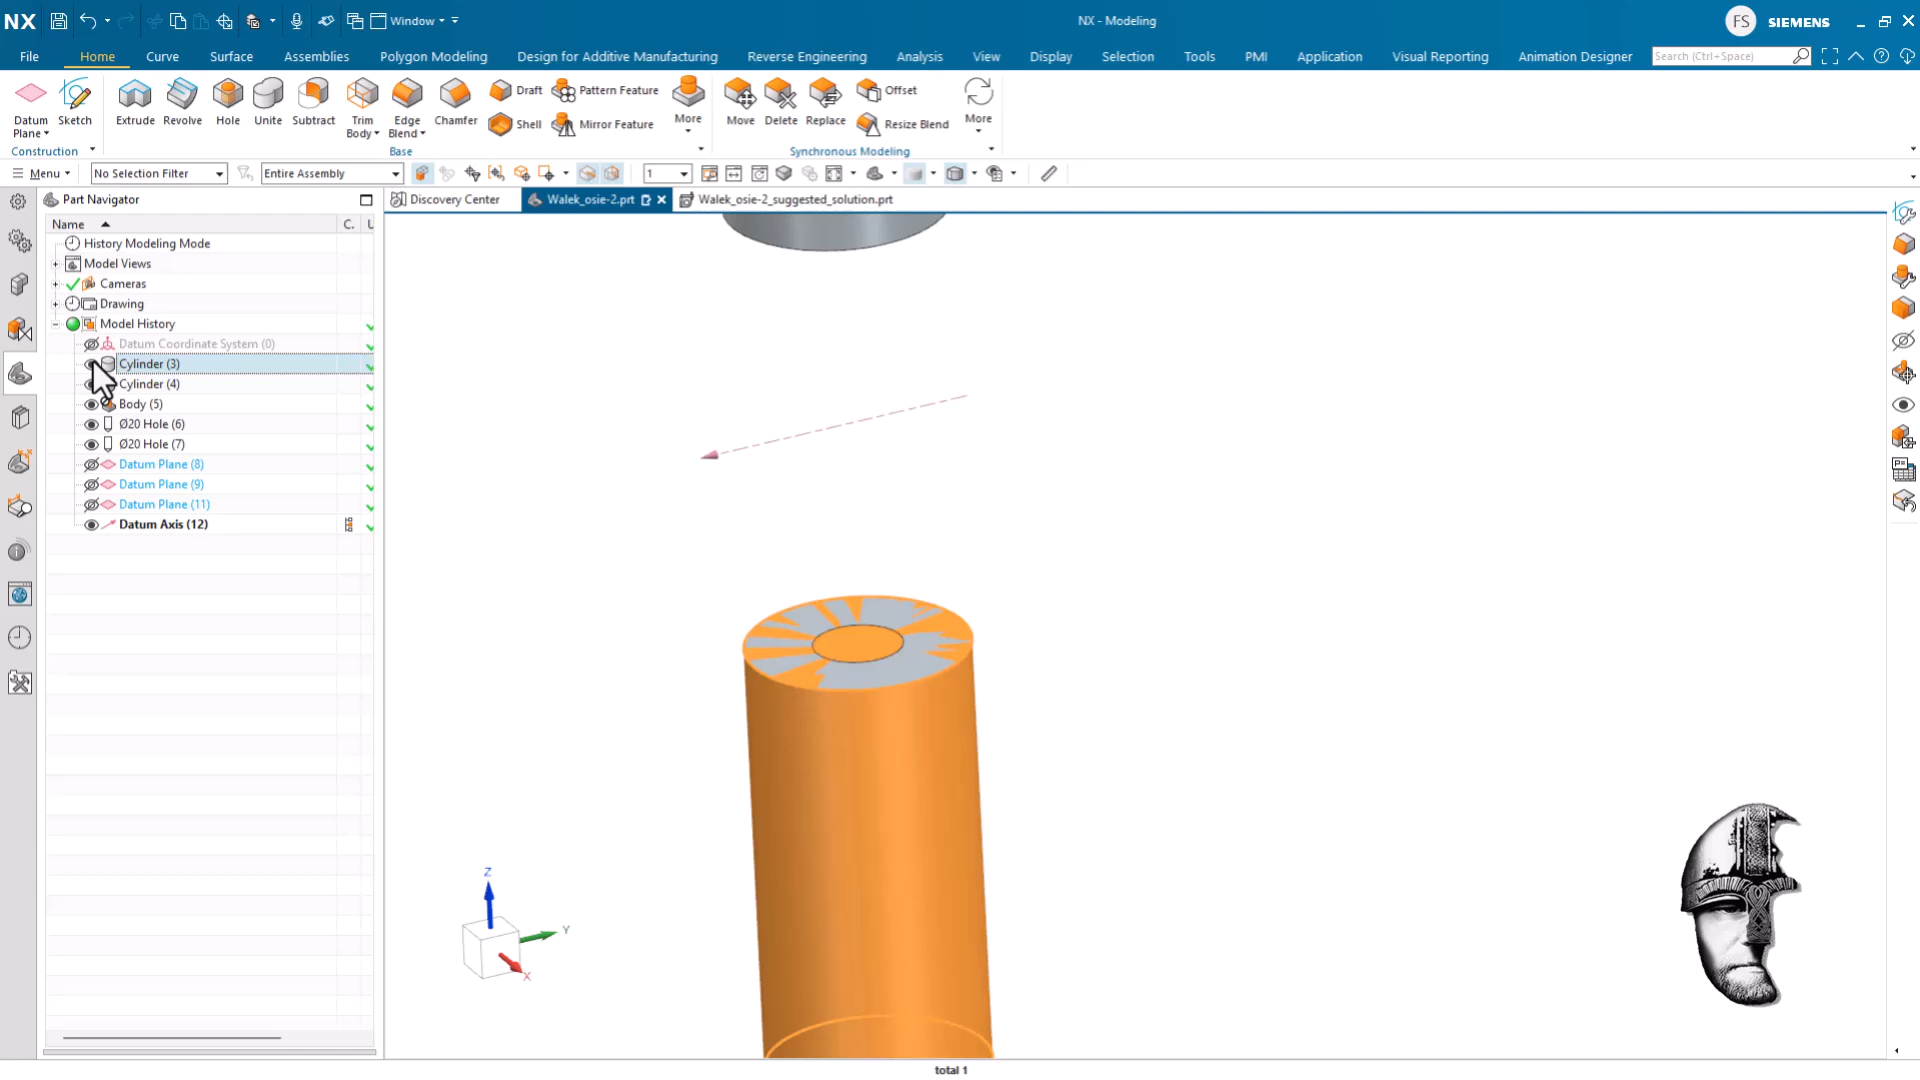 NX
Window
NX - Modeling
FS
SIEMENS
File
Home
Curve
Surface
Assemblies
Polygon Modeling
Design for Additive Manufacturing
Reverse Engineering
Analysis
View
Display
Selection
Tools
PMI
Application
Visual Reporting
Animation Designer
Search (Ctrl+Space)
Datum Plane
Sketch
Extrude
Revolve
Hole
Unite
Subtract
Trim Body
Edge Blend
Chamfer
Draft
Shell
Pattern Feature
Mirror Feature
More
Move
Delete
Replace
Offset
Resize Blend
More
Construction
Base
Synchronous Modeling
Menu
No Selection Filter
Entire Assembly
1
Part Navigator
Discovery Center
Walek_osie-2.prt
Walek_osie-2_suggested_solution.prt
Name
C.
History Modeling Mode
Model Views
Cameras
Drawing
Model History
Datum Coordinate System (0)
Cylinder (3)
Cylinder (4)
Body (5)
Ø20 Hole (6)
Ø20 Hole (7)
Datum Plane (8)
Datum Plane (9)
Datum Plane (11)
Datum Axis (12)
Z
Y
X
total 1